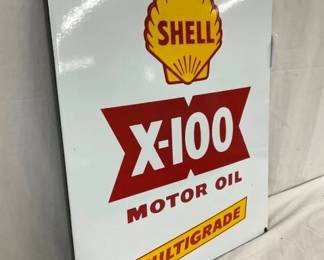 SHELL
X-100
MOTOR OIL
MULTIGRADE